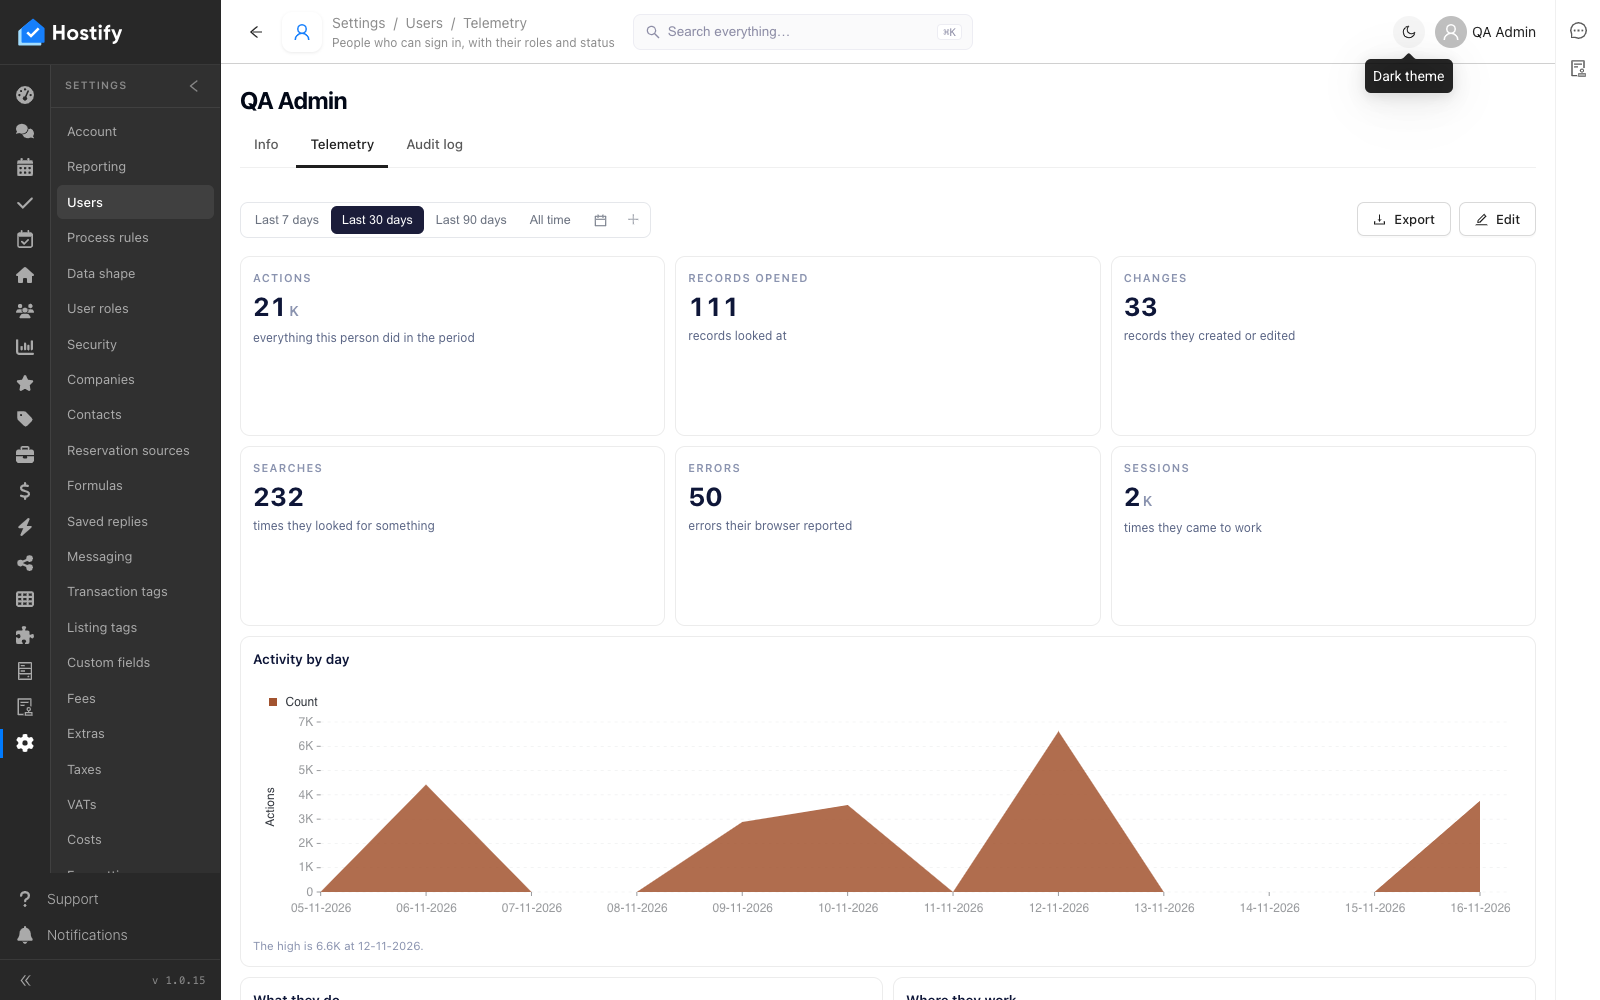 Hostify
Settings / Users / Telemetry
People who can sign in, with their roles and status
Search everything...
⌘K
QA Admin
Dark theme
SETTINGS
Account
Reporting
Users
Process rules
Data shape
User roles
Security
Companies
Contacts
Reservation sources
Formulas
Saved replies
Messaging
Transaction tags
Listing tags
Custom fields
Fees
Extras
Taxes
VATs
Costs
Support
Notifications
v 1.0.15
QA Admin
Info
Telemetry
Audit log
Last 7 days
Last 30 days
Last 90 days
All time
Export
Edit
ACTIONS
21 K
everything this person did in the period
RECORDS OPENED
111
records looked at
CHANGES
33
records they created or edited
SEARCHES
232
times they looked for something
ERRORS
50
errors their browser reported
SESSIONS
2 K
times they came to work
Activity by day
Count
Actions
7K
6K
5K
4K
3K
2K
1K
0
05-11-2026
06-11-2026
07-11-2026
08-11-2026
09-11-2026
10-11-2026
11-11-2026
12-11-2026
13-11-2026
14-11-2026
15-11-2026
16-11-2026
The high is 6.6K at 12-11-2026.
What they do
Where they work